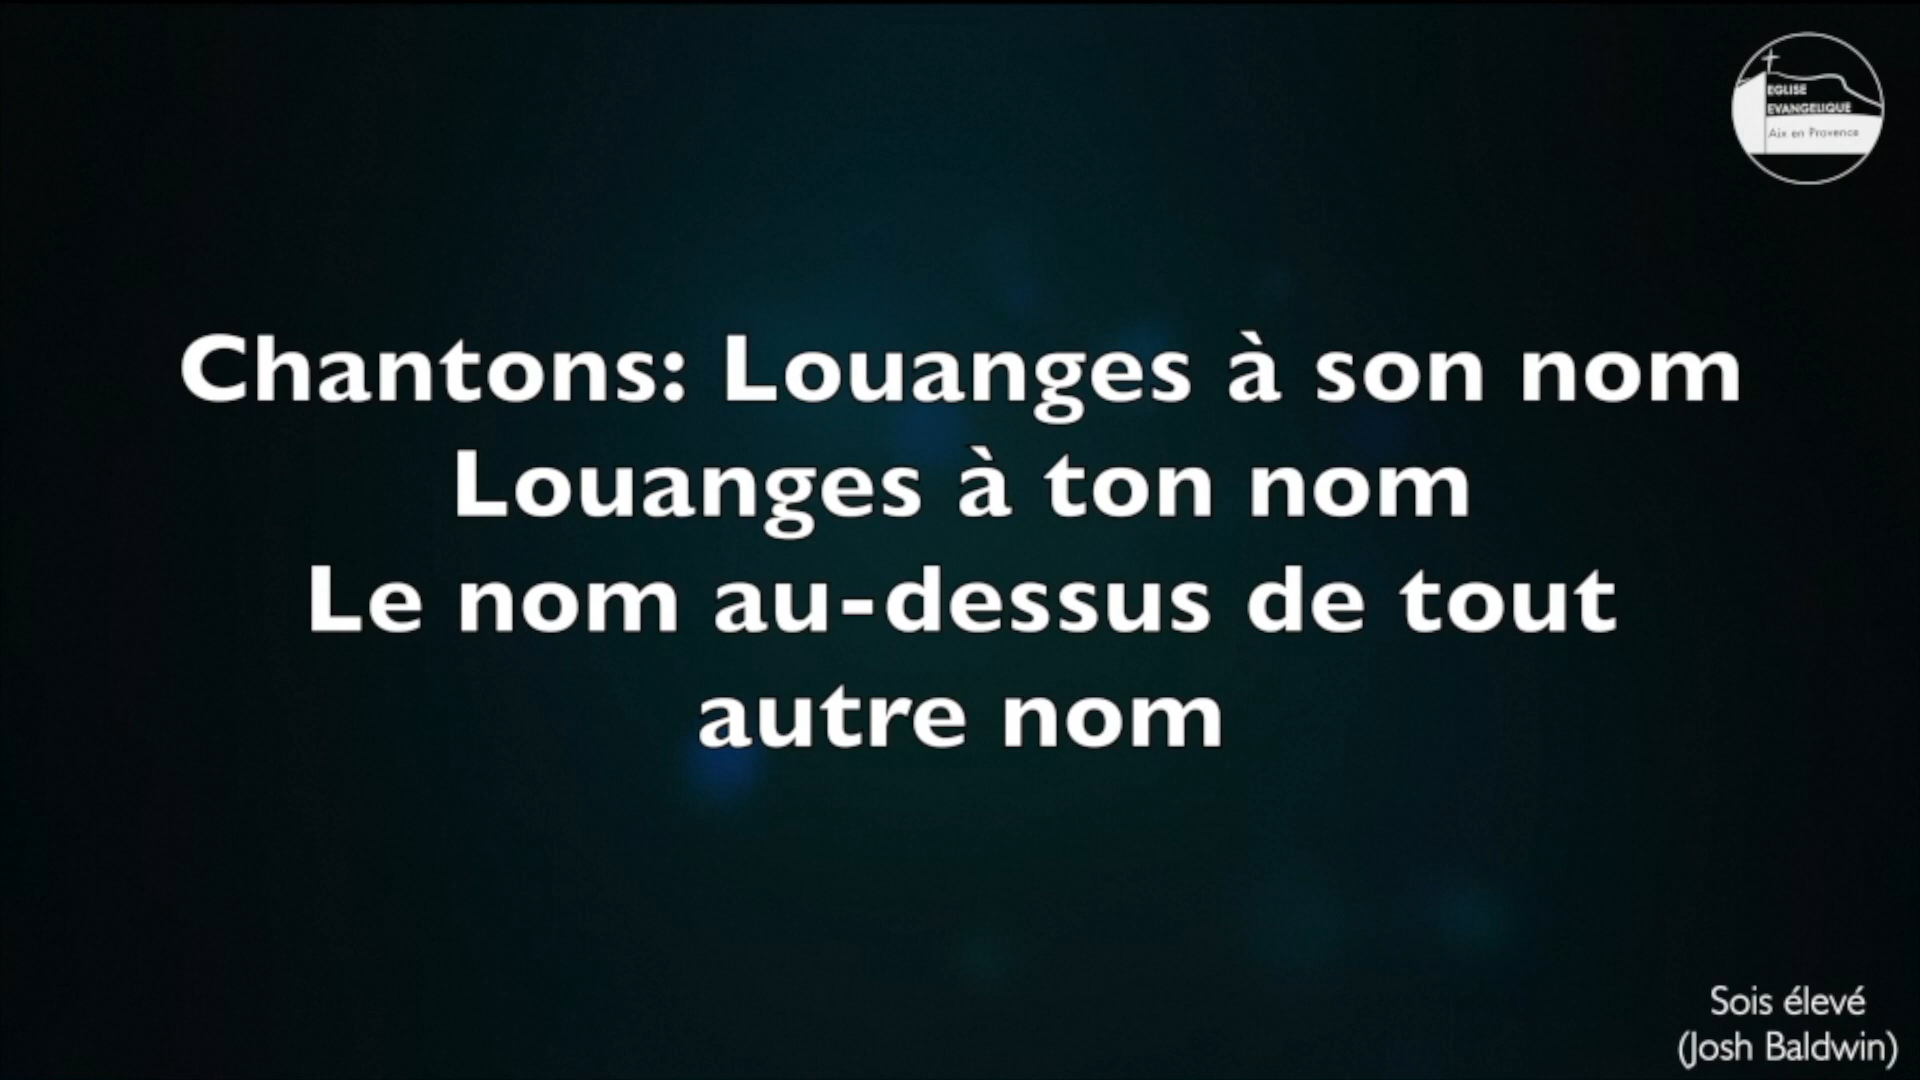 EGLISE
EVANGELIQUE
Aix en Provence
Chantons: Louanges à son nom
Louanges à ton nom
Le nom au-dessus de tout
autre nom
Sois élevé
(Josh Baldwin)